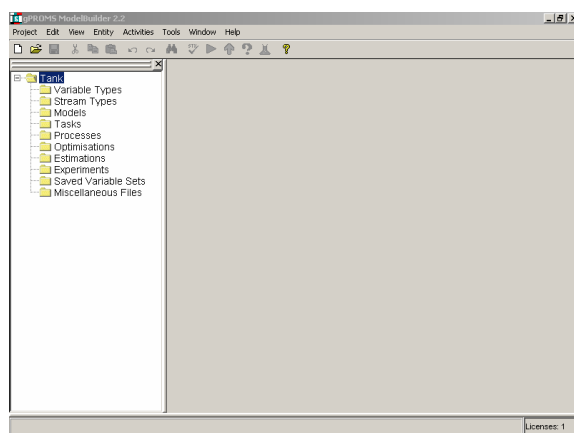 gPROMS ModelBuilder 2.2
Project Edit View Entity Activities Tools Window Help
Tank
Variable Types
Stream Types
Models
Tasks
Processes
Optimisations
Estimations
Experiments
Saved Variable Sets
Miscellaneous Files
Licenses: 1